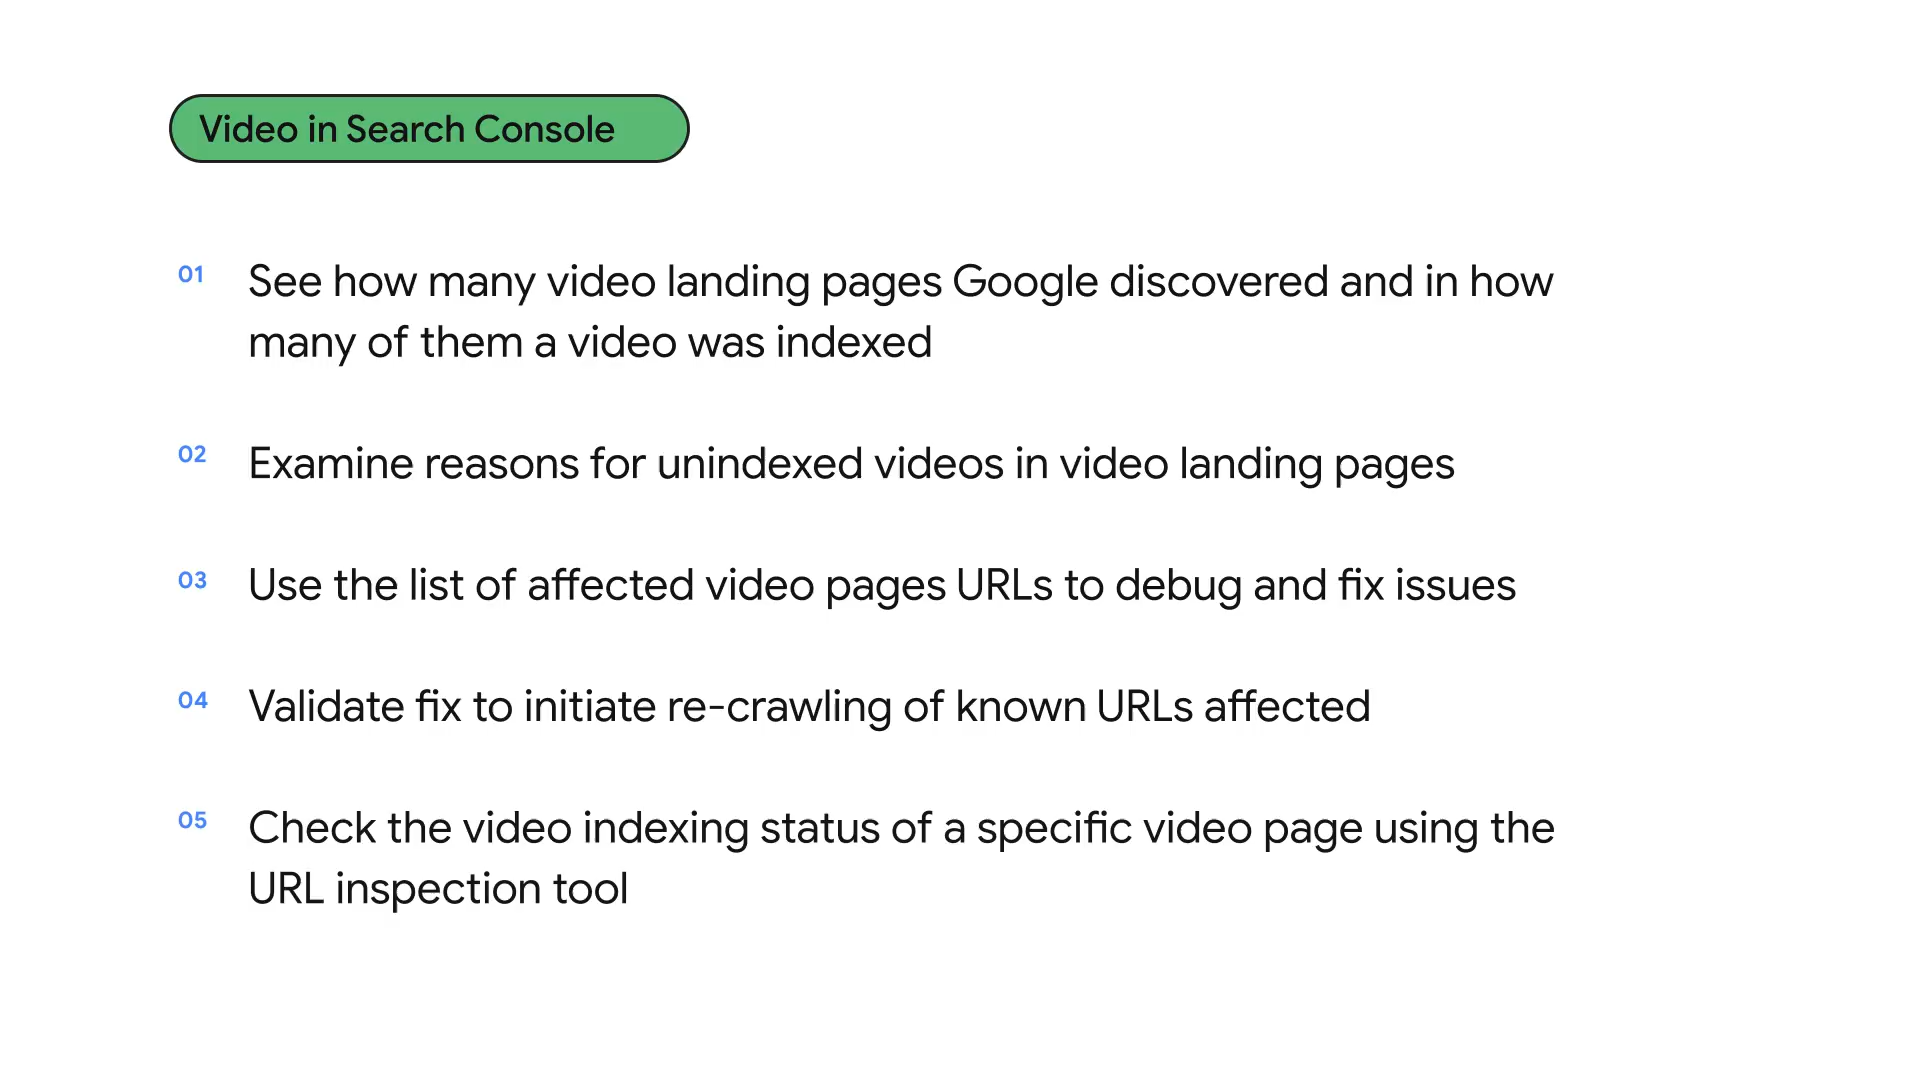 Video in Search Console
01 See how many video landing pages Google discovered and in how
many of them a video was indexed
02 Examine reasons for unindexed videos in video landing pages
03 Use the list of affected video pages URLs to debug and fix issues
04 Validate fix to initiate re-crawling of known URLs affected
05 Check the video indexing status of a specific video page using the
URL inspection tool